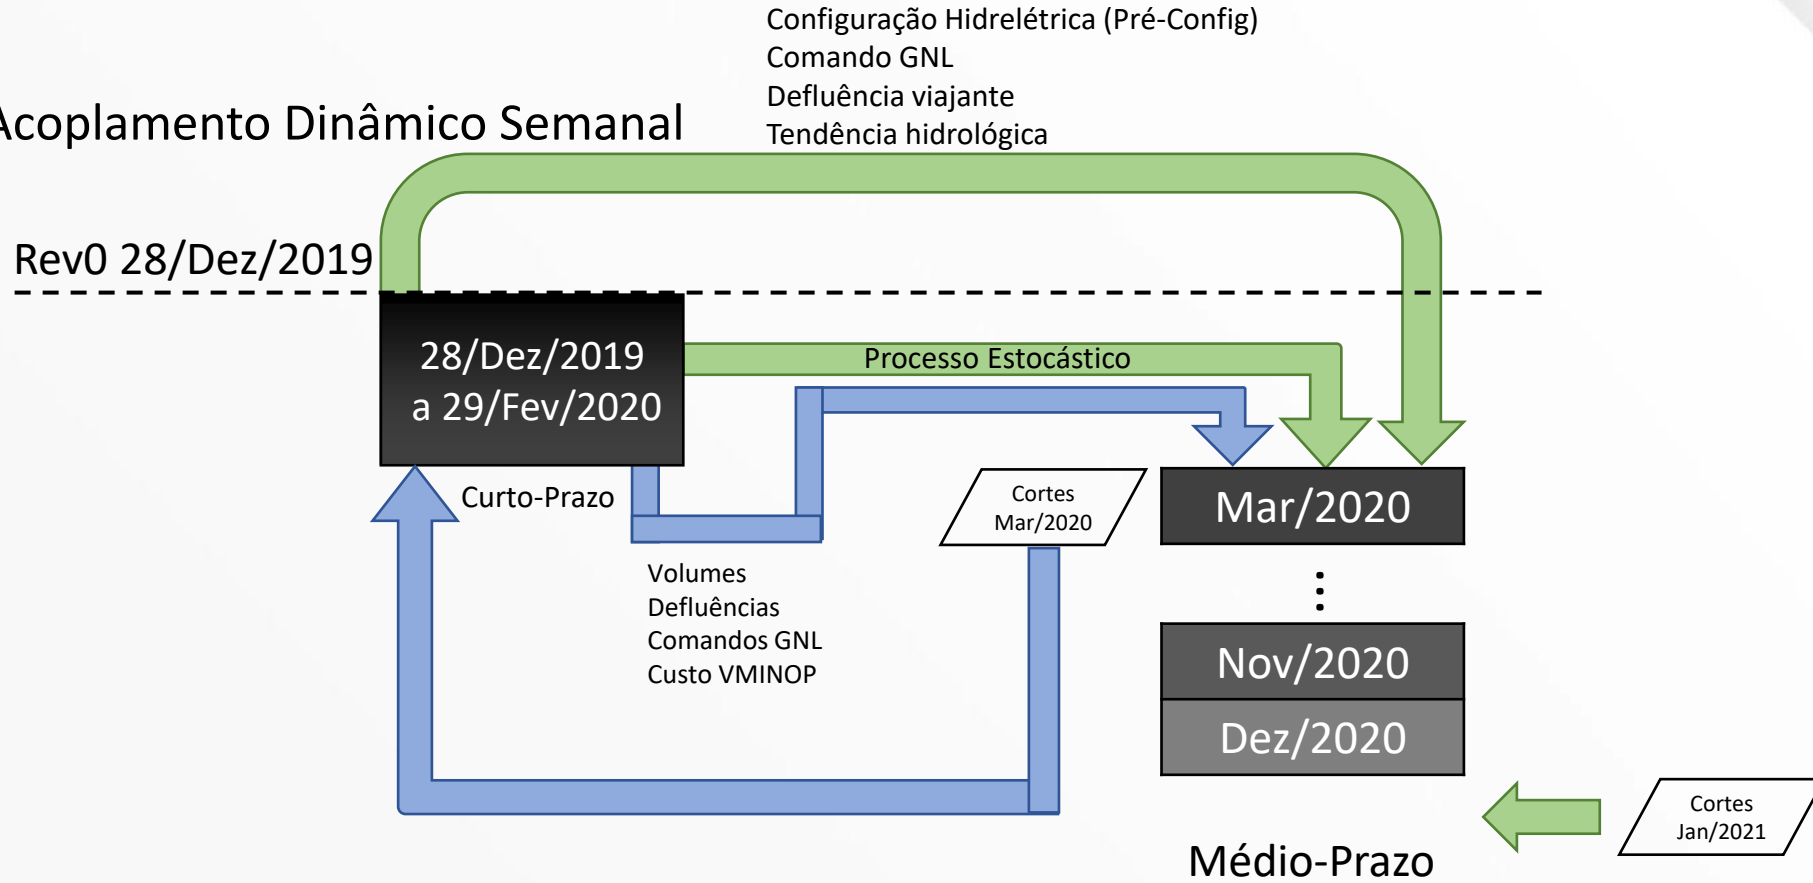 Configuração Hidrelétrica (Pré-Config)
Comando GNL
Defluência viajante
Tendência hidrológica
Acoplamento Dinâmico Semanal
Rev0 28/Dez/2019
28/Dez/2019
a 29/Fev/2020
Processo Estocástico
Curto-Prazo
Cortes
Mar/2020
Mar/2020
⋮
Volumes
Defluências
Comandos GNL
Custo VMINOP
Nov/2020
Dez/2020
Cortes
Jan/2021
Médio-Prazo